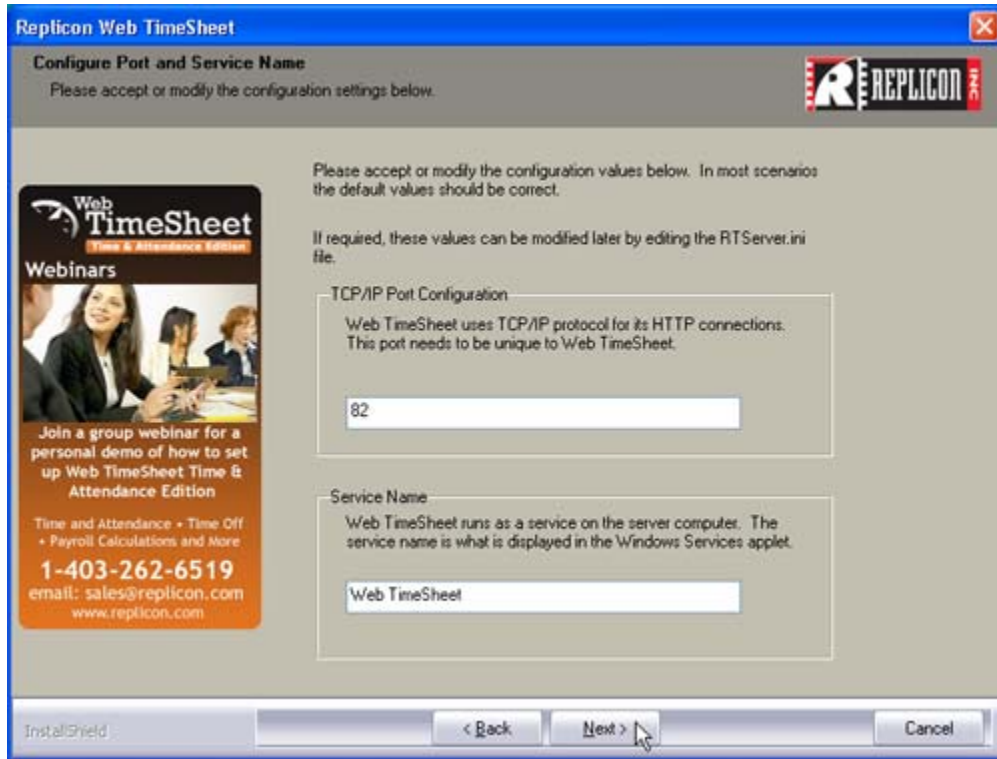 Replicon Web TimeSheet
Configure Port and Service Name
Please accept or modify the configuration settings below.
R REPLICON INC
Web
TimeSheet
Time & Attendance Edition
Webinars
Join a group webinar for a
personal demo of how to set
up Web TimeSheet Time &
Attendance Edition
Time and Attendance • Time Off
• Payroll Calculations and More
1-403-262-6519
email: sales@replicon.com
www.replicon.com
Please accept or modify the configuration values below. In most scenarios
the default values should be correct.
If required, these values can be modified later by editing the RTServer.ini
file.
TCP/IP Port Configuration
Web TimeSheet uses TCP/IP protocol for its HTTP connections.
This port needs to be unique to Web TimeSheet.
82
Service Name
Web TimeSheet runs as a service on the server computer. The
service name is what is displayed in the Windows Services applet.
Web TimeSheet
InstallShield
< Back
Next >
Cancel